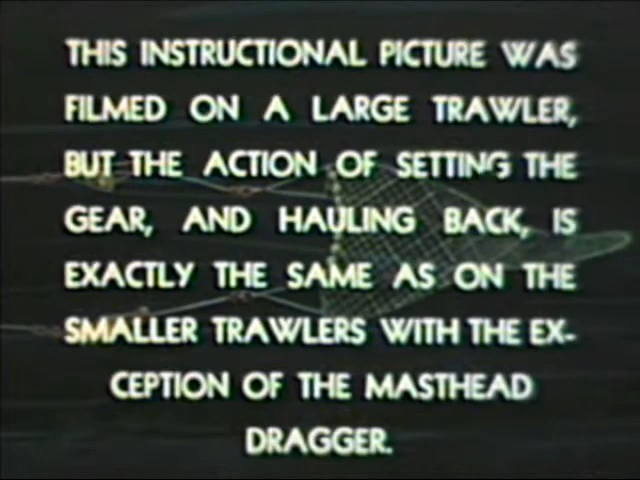 THIS INSTRUCTIONAL PICTURE WAS
FILMED ON A LARGE TRAWLER,
BUT THE ACTION OF SETTING THE
GEAR, AND HAULING BACK, IS
EXACTLY THE SAME AS ON THE
SMALLER TRAWLERS WITH THE EX-
CEPTION OF THE MASTHEAD
DRAGGER.